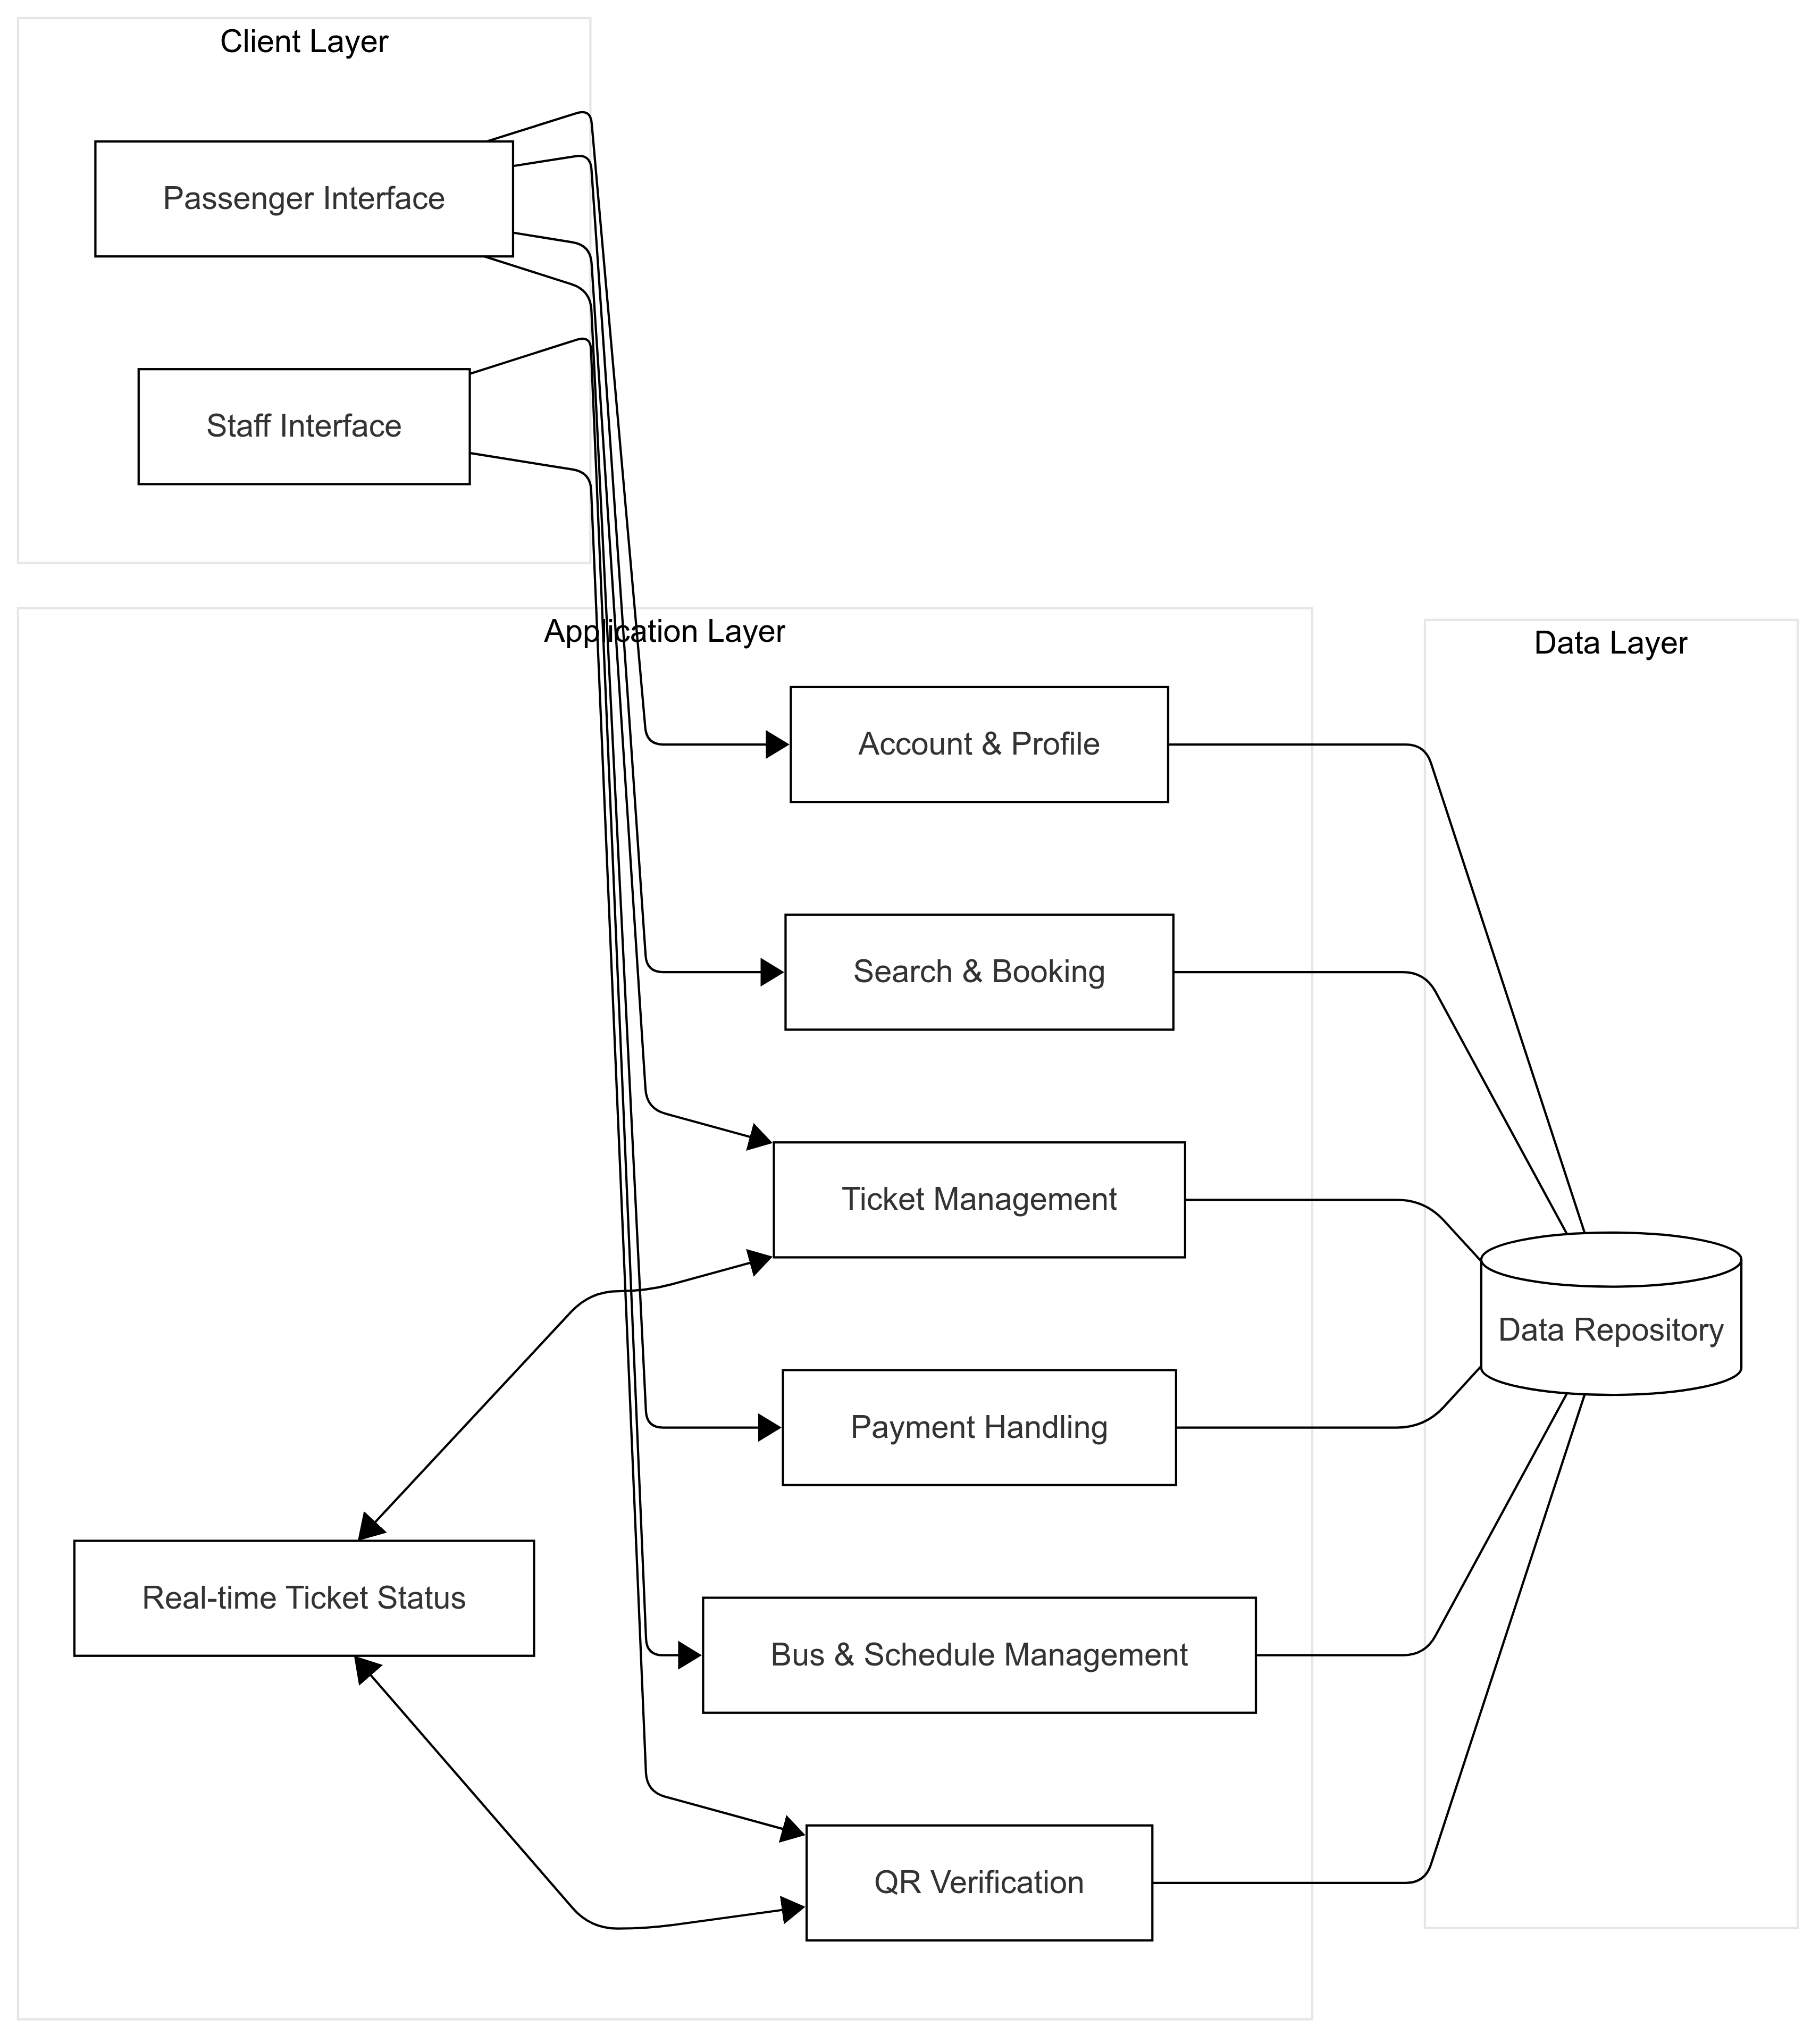 Client Layer
Passenger Interface
Staff Interface
Application Layer
Data Layer
Account & Profile
Search & Booking
Ticket Management
Data Repository
Payment Handling
Real-time Ticket Status
Bus & Schedule Management
QR Verification